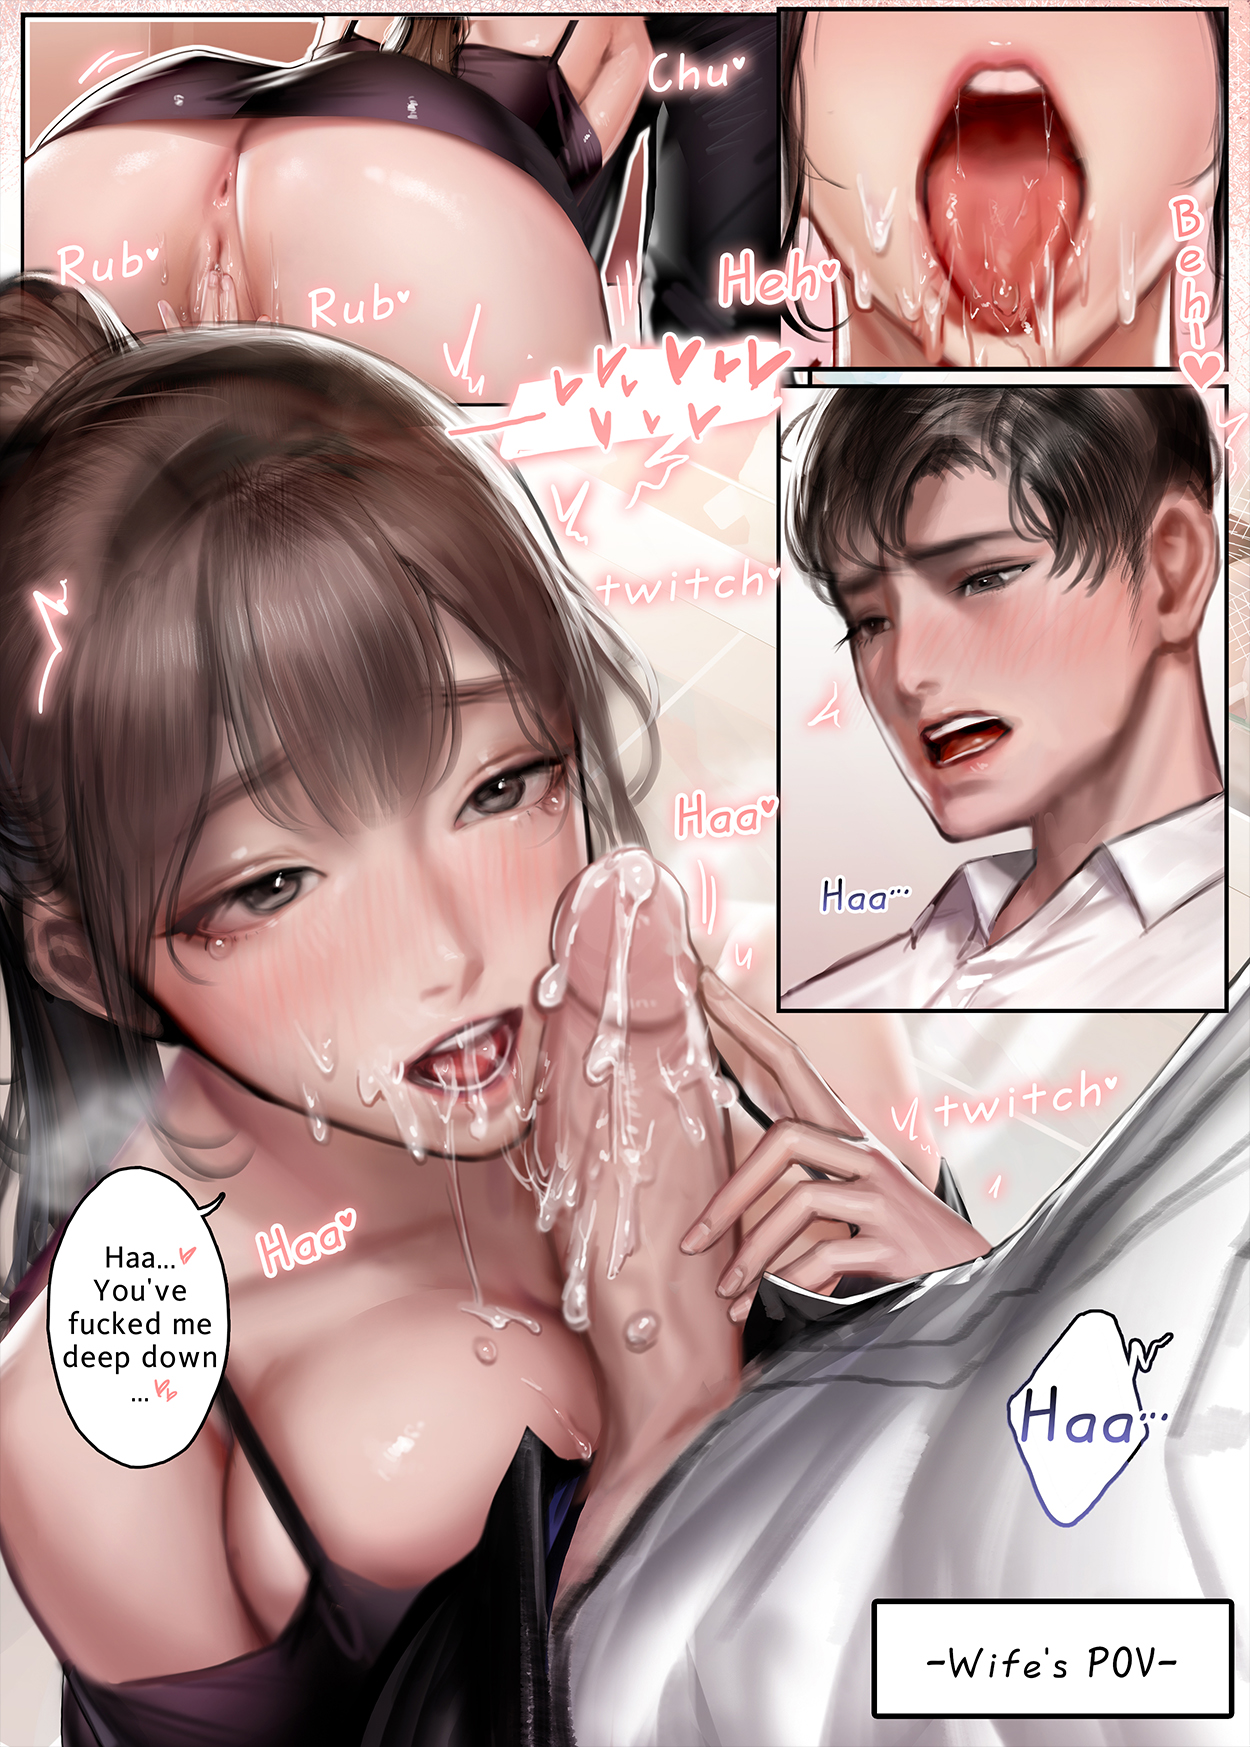 Chu♥
Beh♥
Rub♥
Rub♥
Heh♥
twitch♥
Haa♥
Haa...
twitch♥
Haa♥
Haa...♥
You've
fucked me
deep down
...♥♥
Haa...
-Wife's POV-